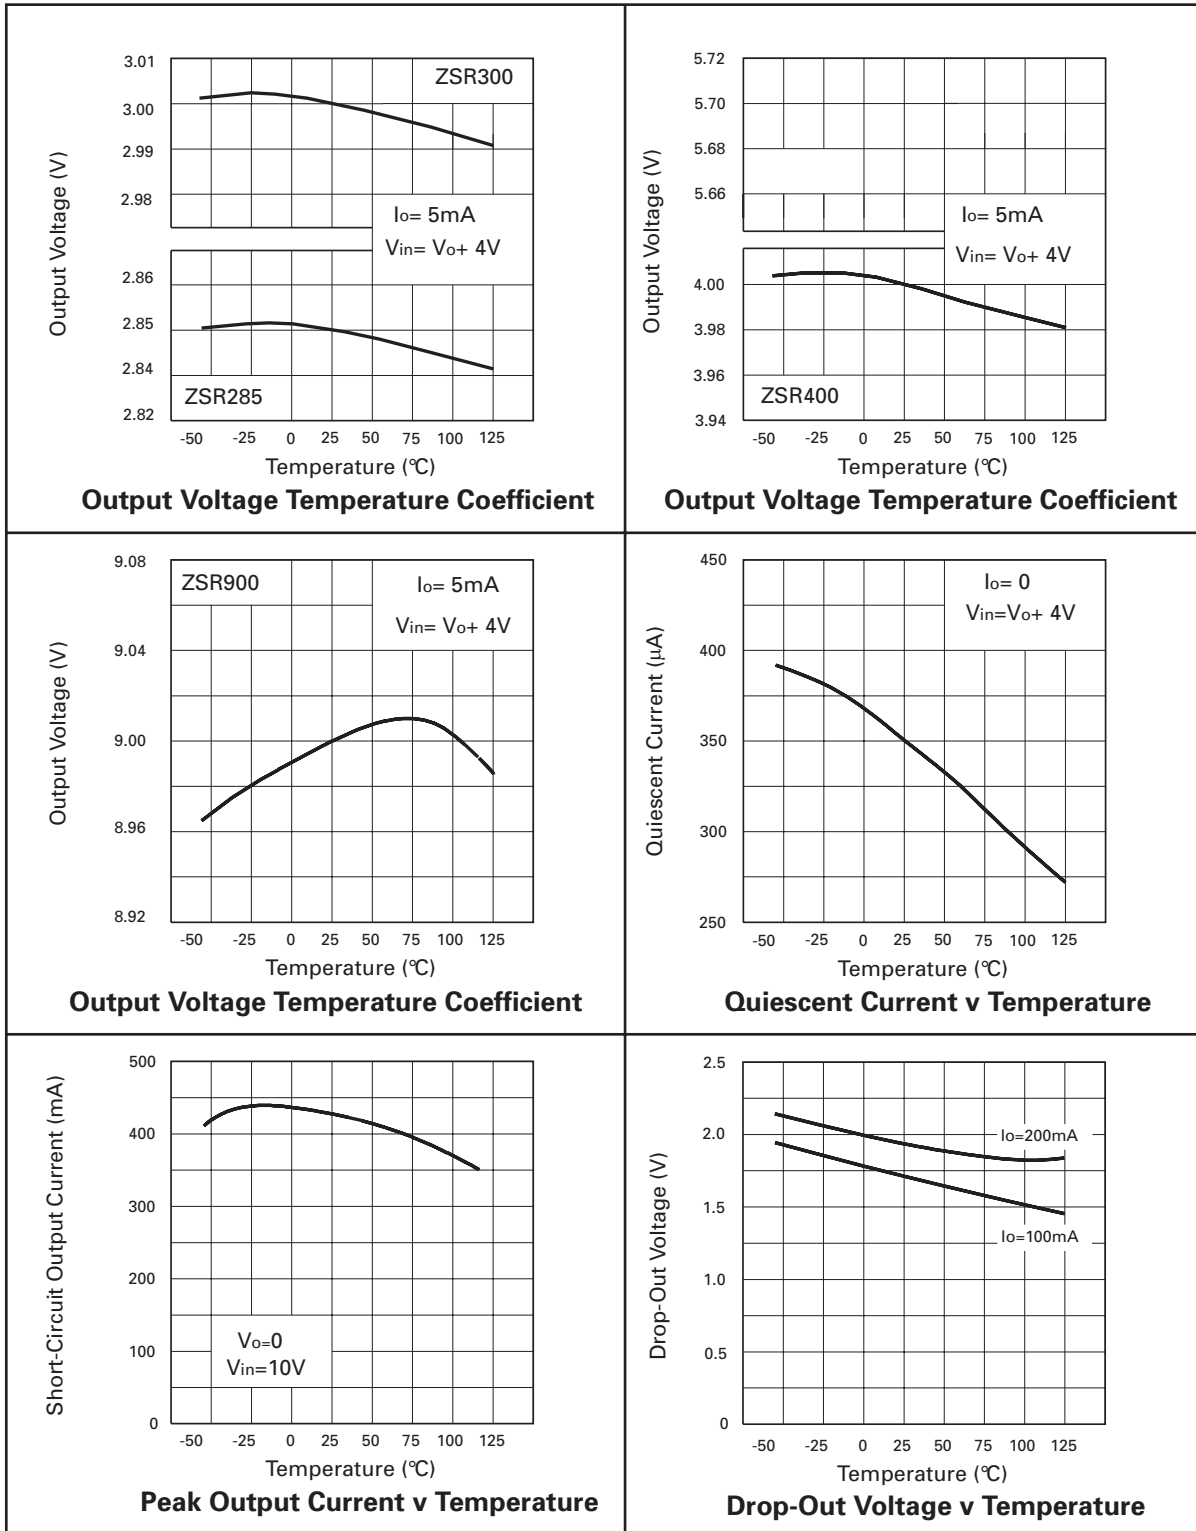 3.01
3.00
2.99
2.98
2.86
2.85
2.84
2.82
Output Voltage (V)
Output Voltage (V)
ZSR300
Io= 5mA
Vin= Vo+ 4V
ZSR285
-50 -25 0 25 50 75 100 125
Temperature (℃)
Output Voltage Temperature Coefficient
5.72
5.70
5.68
5.66
4.00
3.98
3.96
3.94
Output Voltage (V)
Output Voltage (V)
Io= 5mA
Vin= Vo+ 4V
ZSR400
-50 -25 0 25 50 75 100 125
Temperature (℃)
Output Voltage Temperature Coefficient
9.08
9.04
9.00
8.96
8.92
Output Voltage (V)
ZSR900
Io= 5mA
Vin= Vo+ 4V
-50 -25 0 25 50 75 100 125
Temperature (℃)
Output Voltage Temperature Coefficient
450
400
350
300
250
Quiescent Current (µA)
Io= 0
Vin=Vo+ 4V
-50 -25 0 25 50 75 100 125
Temperature (℃)
Quiescent Current v Temperature
500
400
300
200
100
0
Short-Circuit Output Current (mA)
Vo=0
Vin=10V
-50 -25 0 25 50 75 100 125
Temperature (℃)
Peak Output Current v Temperature
2.5
2.0
1.5
1.0
0.5
0
Drop-Out Voltage (V)
Io=200mA
Io=100mA
-50 -25 0 25 50 75 100 125
Temperature (℃)
Drop-Out Voltage v Temperature